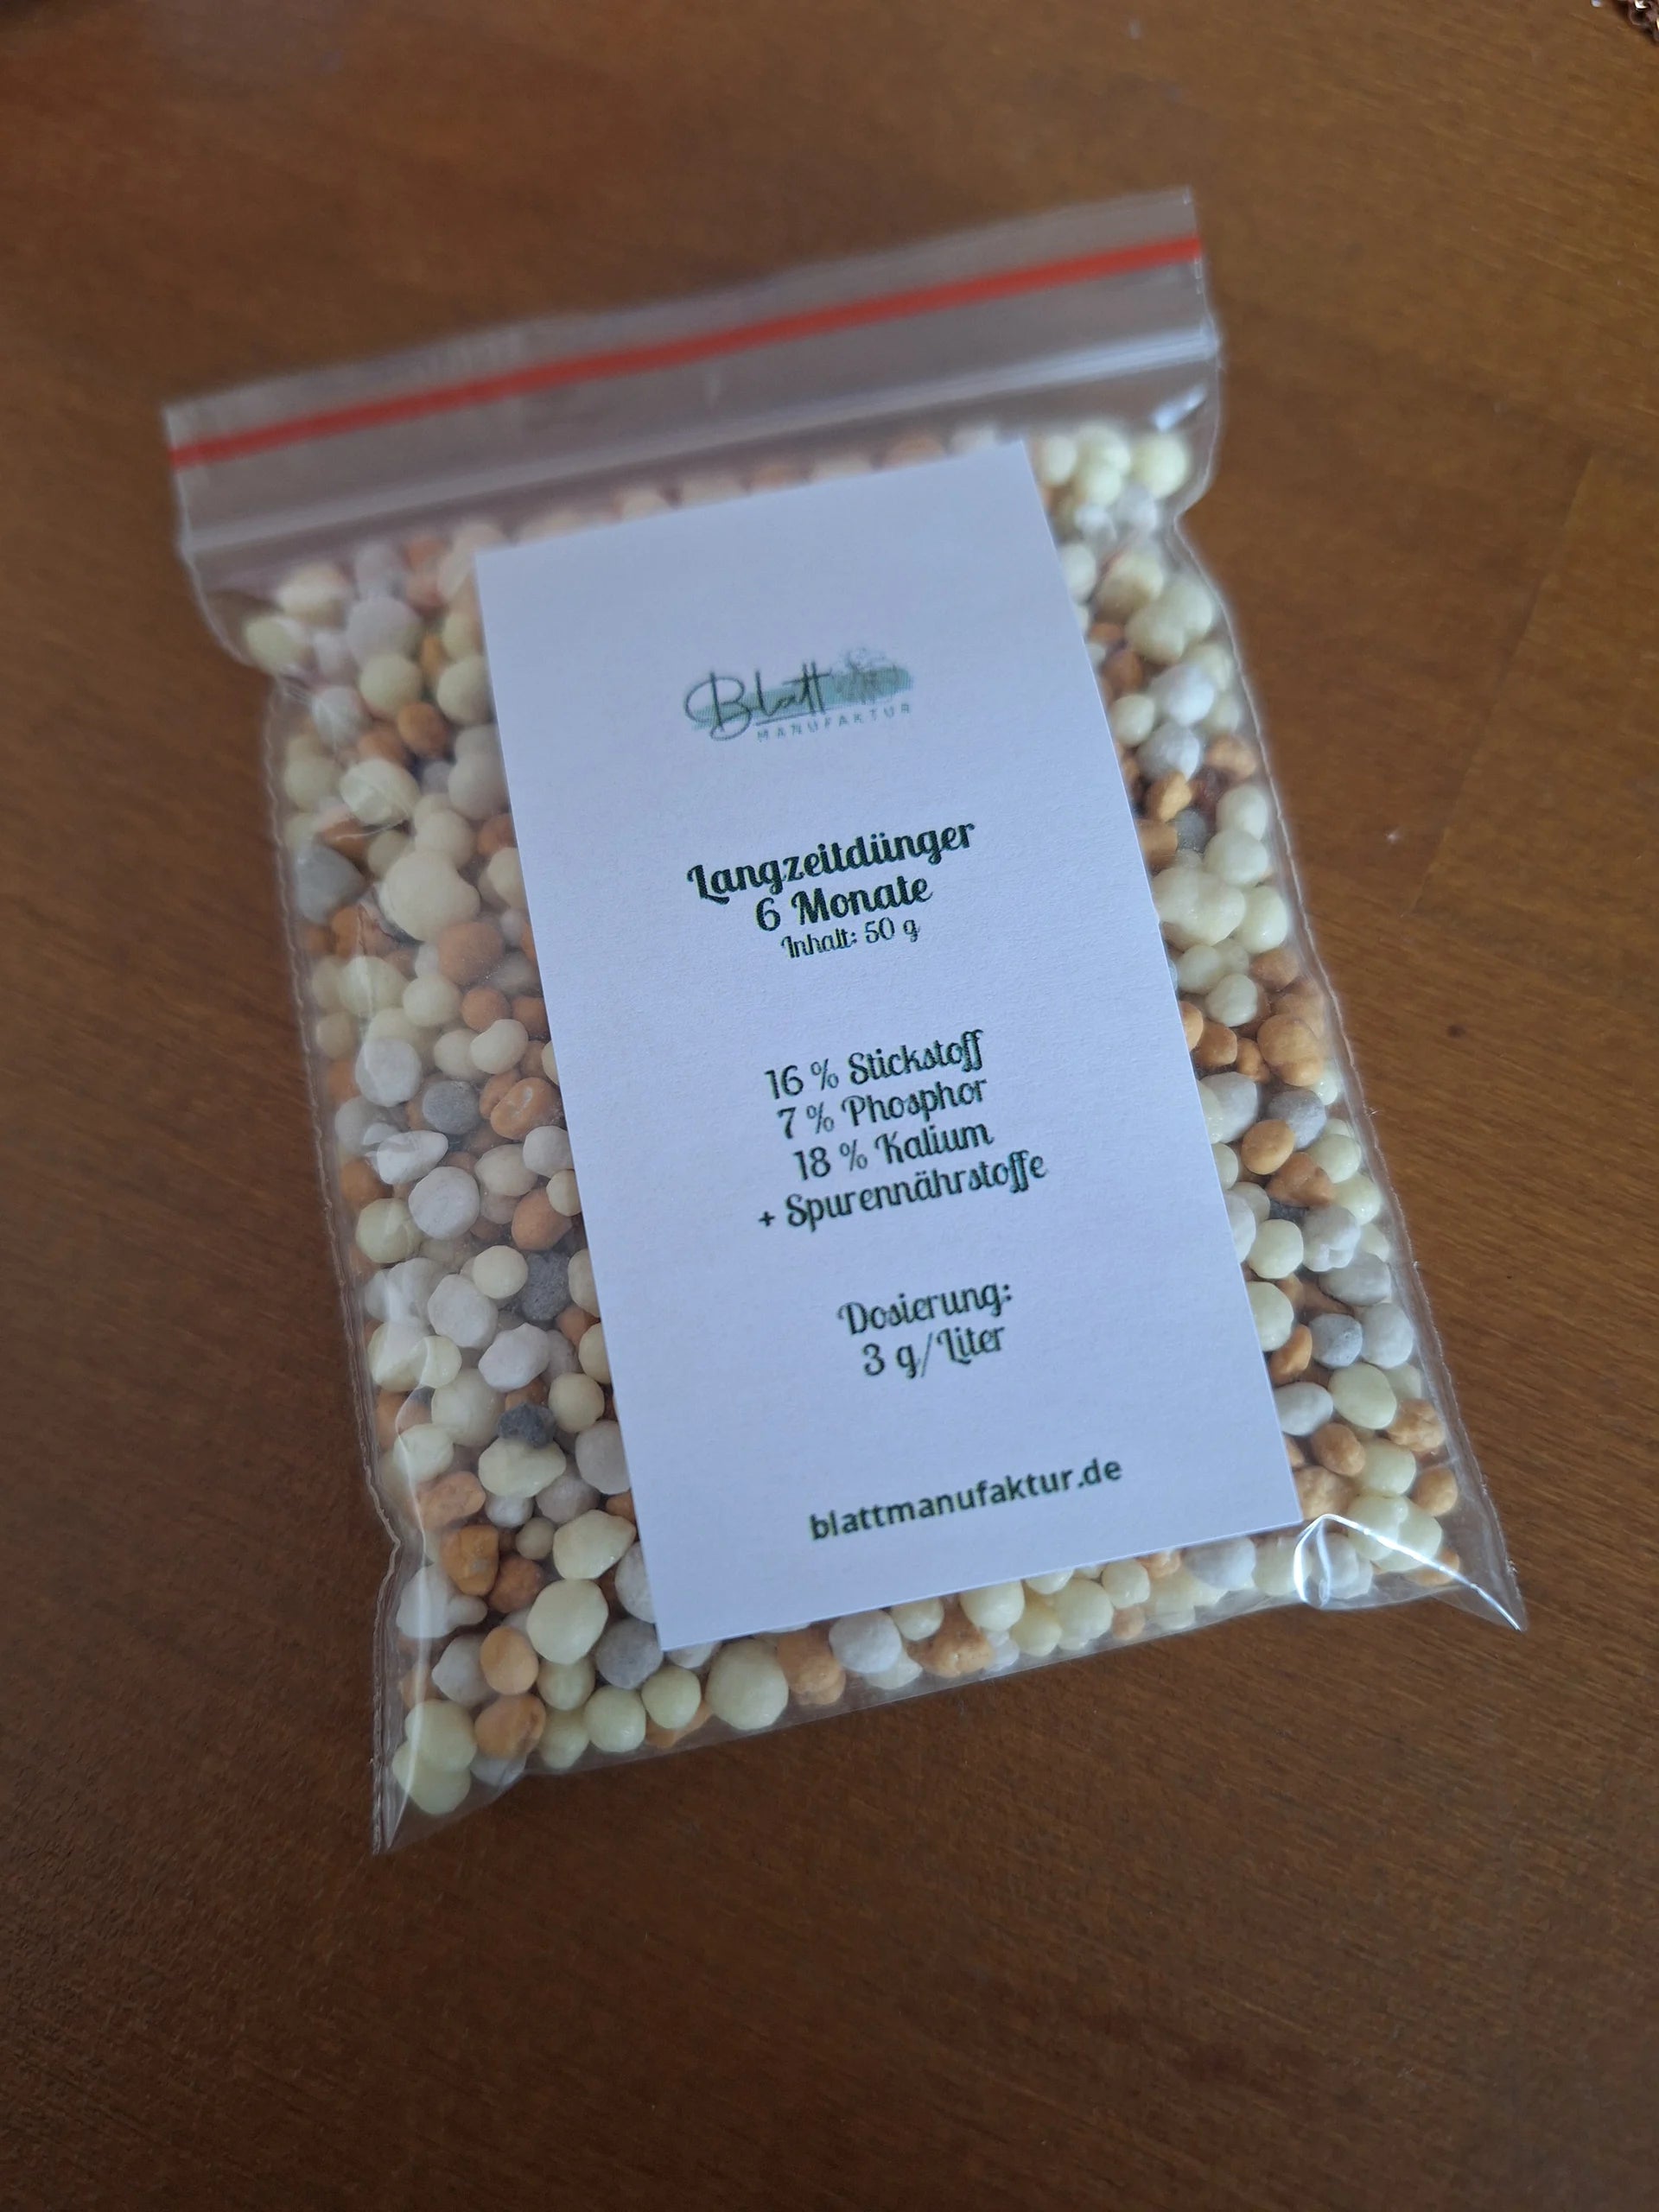 Blatt
MANUFAKTUR
Langzeitdünger
6 Monate
Inhalt: 50 g
16 % Stickstoff
7 % Phosphor
18 % Kalium
+ Spurennährstoffe
Dosierung:
3 g/Liter
blattmanufaktur.de